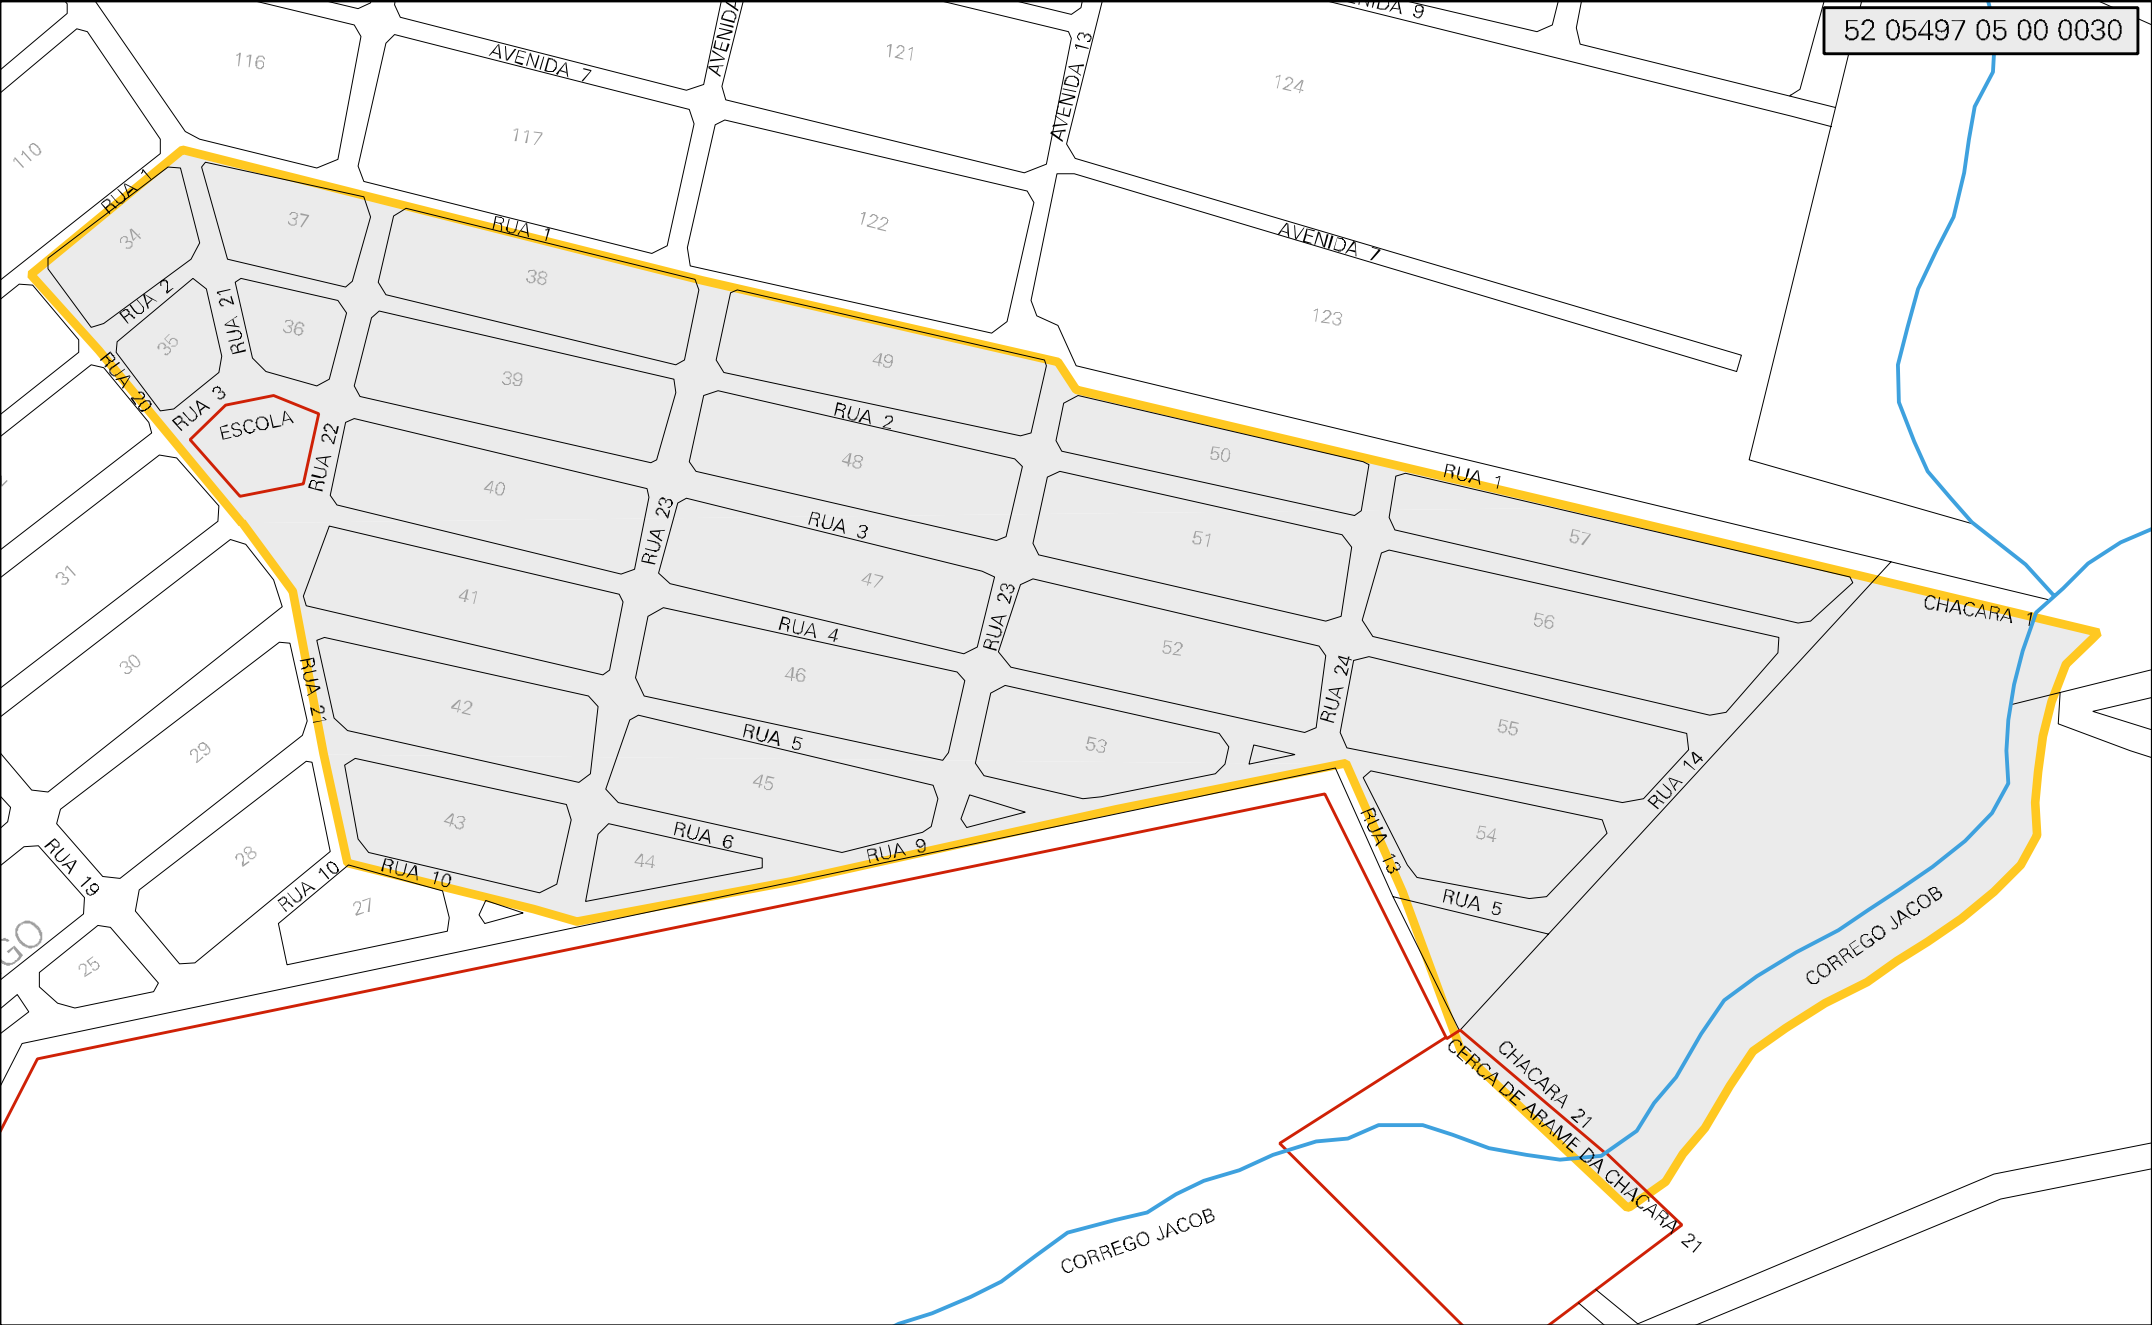 AVENIDA 9
52 05497 05 00 0030
AVENIDA
116
AVENIDA 7
121
AVENIDA 13
124
117
110
RUA 1
34
37
RUA 1
122
AVENIDA 7
38
123
RUA 2
RUA 21
36
35
49
39
RUA 20
RUA 3
ESCOLA
RUA 2
RUA 22
50
48
RUA 1
40
RUA 23
RUA 3
51
57
31
41
47
RUA 23
CHACARA 1
RUA 4
56
30
52
46
RUA 21
RUA 24
42
29
RUA 5
53
55
45
RUA 14
43
RUA 6
54
RUA 13
28
RUA 19
RUA 10
RUA 10
44
RUA 9
27
RUA 5
GO
25
CORREGO JACOB
CHACARA 21
CERCA DE ARAME DA CHACARA 21
CORREGO JACOB